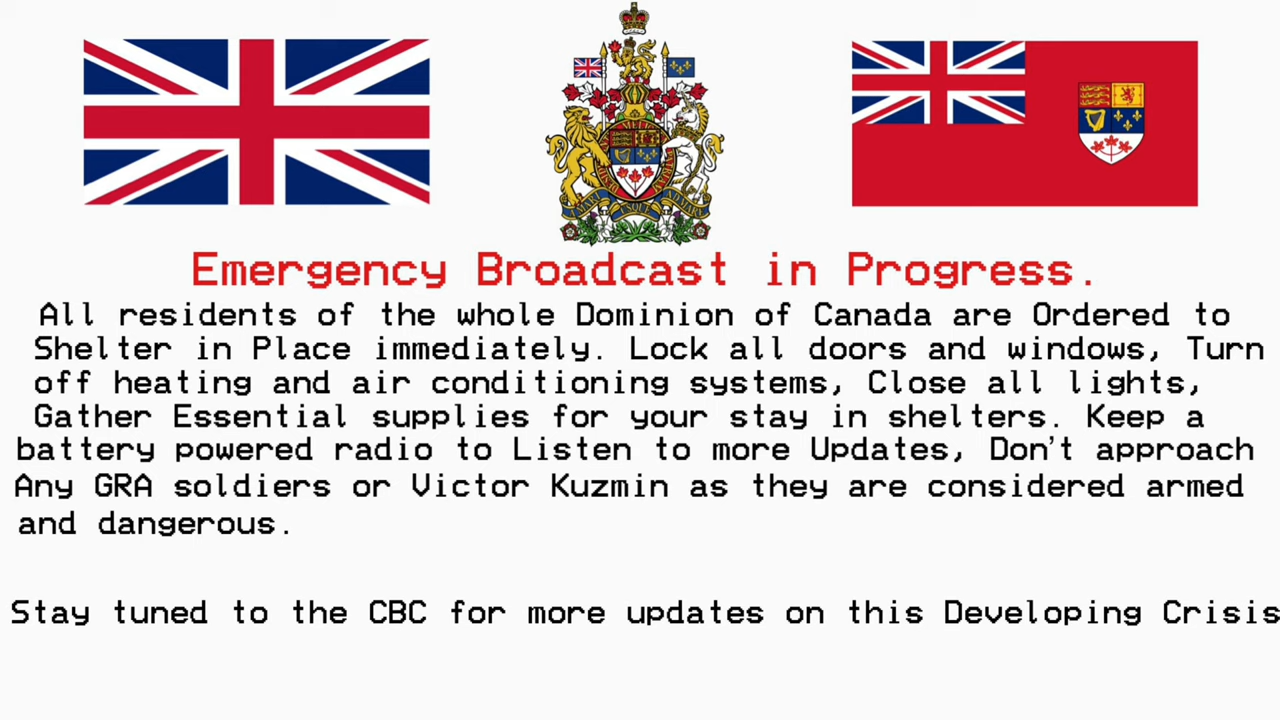 Emergency Broadcast in Progress.
All residents of the whole Dominion of Canada are Ordered to
Shelter in Place immediately. Lock all doors and windows, Turn
off heating and air conditioning systems, Close all lights,
Gather Essential supplies for your stay in shelters. Keep a
battery powered radio to Listen to more Updates, Don't approach
Any GRA soldiers or Victor Kuzmin as they are considered armed
and dangerous.
Stay tuned to the CBC for more updates on this Developing Crisis